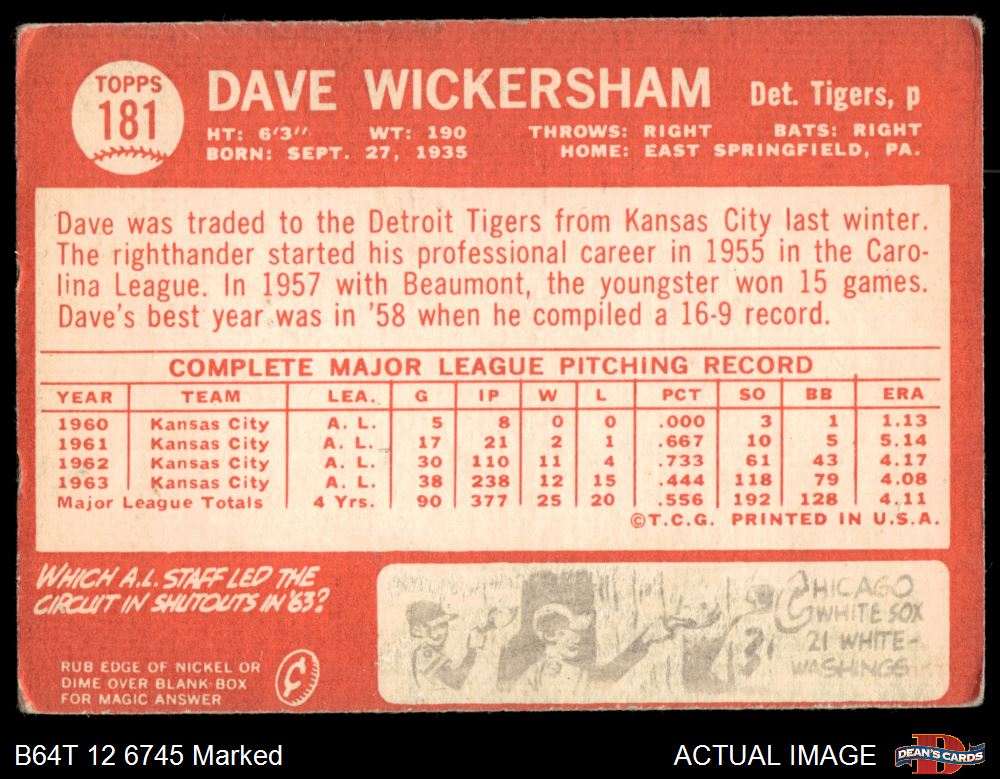 TOPPS
181
DAVE WICKERSHAM Det. Tigers, p
HT: 6'3" WT: 190 THROWS: RIGHT BATS: RIGHT
BORN: SEPT. 27, 1935 HOME: EAST SPRINGFIELD, PA.
Dave was traded to the Detroit Tigers from Kansas City last winter.
The righthander started his professional career in 1955 in the Caro-
lina League. In 1957 with Beaumont, the youngster won 15 games.
Dave's best year was in '58 when he compiled a 16-9 record.
COMPLETE MAJOR LEAGUE PITCHING RECORD
YEAR TEAM LEA. G IP W L PCT SO BB ERA
1960 Kansas City A. L. 5 8 0 0 .000 3 1 1.13
1961 Kansas City A. L. 17 21 2 1 .667 10 5 5.14
1962 Kansas City A. L. 30 110 11 4 .733 61 43 4.17
1963 Kansas City A. L. 38 238 12 15 .444 118 79 4.08
Major League Totals 4 Yrs. 90 377 25 20 .556 192 128 4.11
©T.C.G. PRINTED IN U.S.A.
WHICH A.L. STAFF LED THE
CIRCUIT IN SHUTOUTS IN '63?
RUB EDGE OF NICKEL OR
DIME OVER BLANK BOX
FOR MAGIC ANSWER
¢
CHICAGO
WHITE SOX
21 WHITE-
WASHINGS
21
B64T 12 6745 Marked ACTUAL IMAGE
D
DEAN'S CARDS